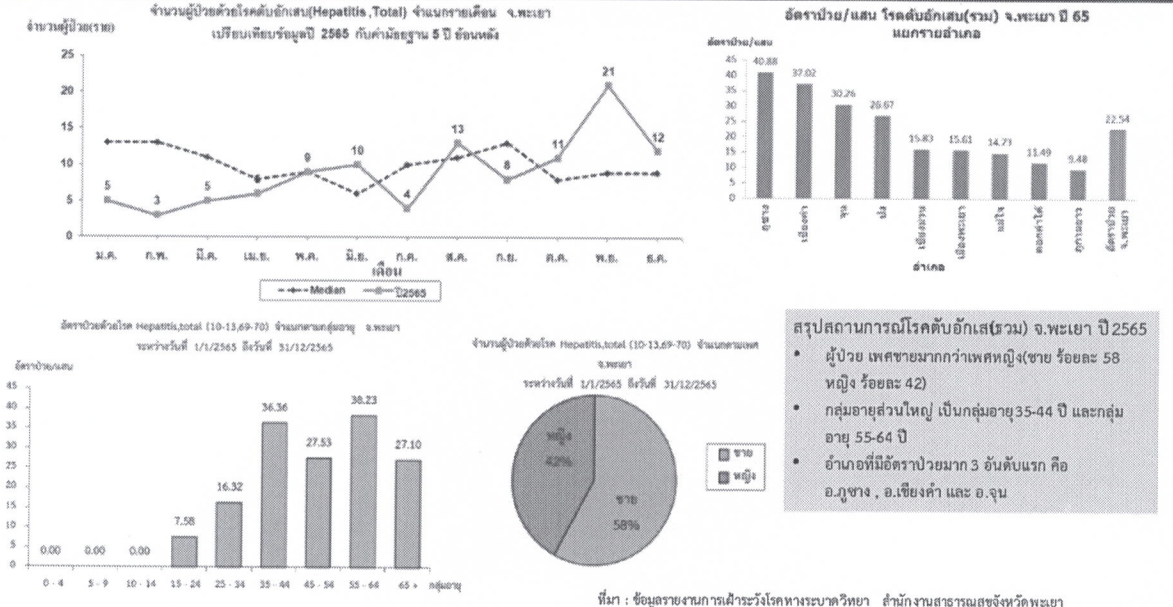 จำนวนผู้ป่วยด้วยโรคตับอักเสบ(Hepatitis ,Total) จำแนกรายเดือน จ.พะเยา
เปรียบเทียบข้อมูลปี 2565 กับค่ามัธยฐาน 5 ปี ย้อนหลัง
จำนวนผู้ป่วย(ราย)
25
20
15
10
5
0
5
3
5
9
10
4
13
8
11
21
12
ม.ค. ก.พ. มี.ค. เม.ย. พ.ค. มิ.ย. ก.ค. ส.ค. ก.ย. ต.ค. พ.ย. ธ.ค.
เดือน
Median ปี2565
อัตราป่วย/แสน โรคตับอักเสบ(รวม) จ.พะเยา ปี 65
แยกรายอำเภอ
อัตราป่วย/แสน
45
40
35
30
25
20
15
10
5
0
40.88
37.02
30.26
26.67
15.83
15.61
14.73
11.49
9.48
22.54
ภูซาง
เชียงคำ
จุน
ปง
เชียงม่วน
เมืองพะเยา
แม่ใจ
ดอกคำใต้
ภูกามยาว
อัตราป่วย
จ.พะเยา
อำเภอ
อัตราป่วยด้วยโรค Hepatitis,total (10-13,69-70) จำแนกตามกลุ่มอายุ จ.พะเยา
ระหว่างวันที่ 1/1/2565 ถึงวันที่ 31/12/2565
อัตราป่วย/แสน
45
40
35
30
25
20
15
10
5
0
0.00
0.00
0.00
7.58
16.32
36.36
27.53
38.23
27.10
0 - 4 5 - 9 10 - 14 15 - 24 25 - 34 35 - 44 45 - 54 55 - 64 65 + กลุ่มอายุ
จำนวนผู้ป่วยด้วยโรค Hepatitis,total (10-13,69-70) จำแนกตามเพศ
จ.พะเยา
ระหว่างวันที่ 1/1/2565 ถึงวันที่ 31/12/2565
หญิง
42%
ชาย
58%
ชาย
หญิง
สรุปสถานการณ์โรคตับอักเส(รวม) จ.พะเยา ปี 2565
• ผู้ป่วย เพศชายมากกว่าเพศหญิง(ชาย ร้อยละ 58
หญิง ร้อยละ 42)
• กลุ่มอายุส่วนใหญ่ เป็นกลุ่มอายุ35-44 ปี และกลุ่ม
อายุ 55-64 ปี
• อำเภอที่มีอัตราป่วยมาก 3 อันดับแรก คือ
อ.ภูซาง , อ.เชียงคำ และ อ.จุน
ที่มา : ข้อมูลรายงานการเฝ้าระวังโรคทางระบาดวิทยา สำนักงานสาธารณสุขจังหวัดพะเยา